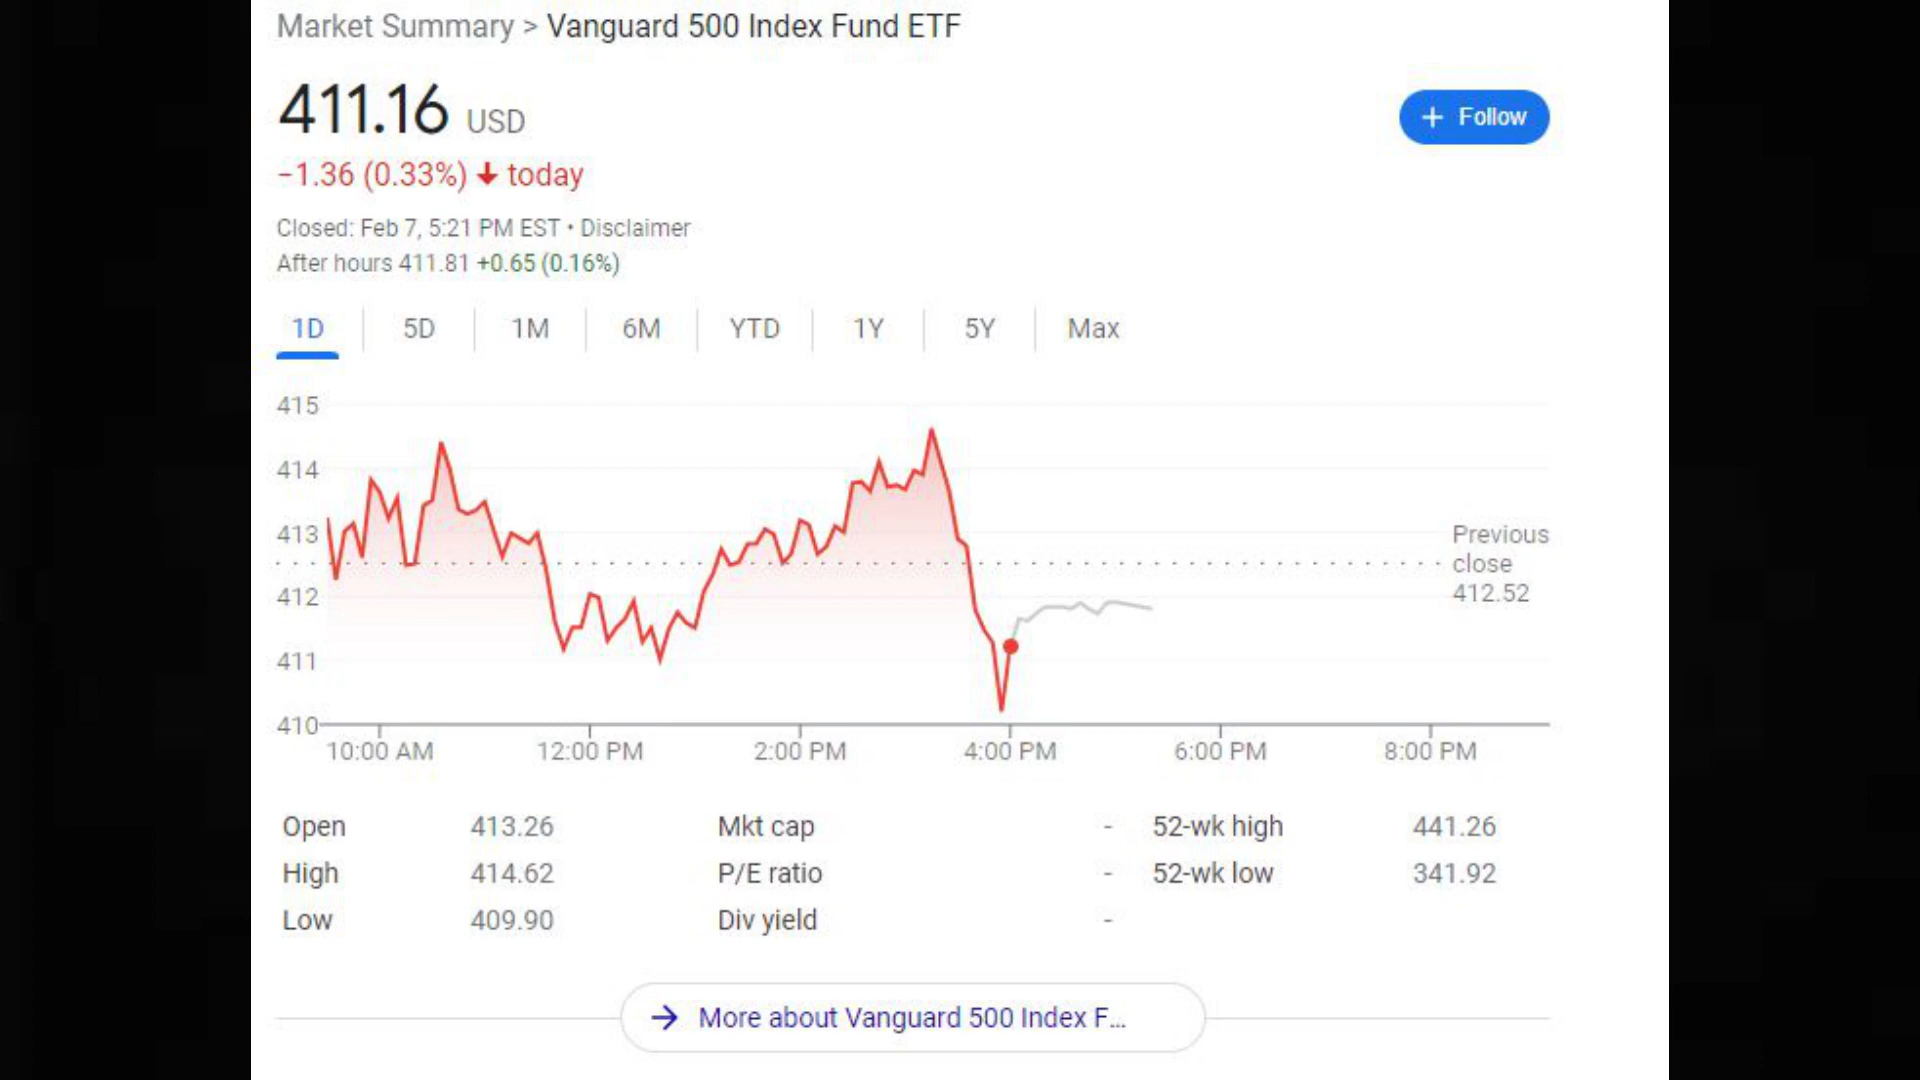 Market Summary > Vanguard 500 Index Fund ETF
411.16 USD
+ Follow
−1.36 (0.33%) ↓ today
Closed: Feb 7, 5:21 PM EST • Disclaimer
After hours 411.81 +0.65 (0.16%)
1D 5D 1M 6M YTD 1Y 5Y Max
415
414
413
412
411
410
Previous
close
412.52
10:00 AM 12:00 PM 2:00 PM 4:00 PM 6:00 PM 8:00 PM
Open 413.26 Mkt cap - 52-wk high 441.26
High 414.62 P/E ratio - 52-wk low 341.92
Low 409.90 Div yield -
→ More about Vanguard 500 Index F...